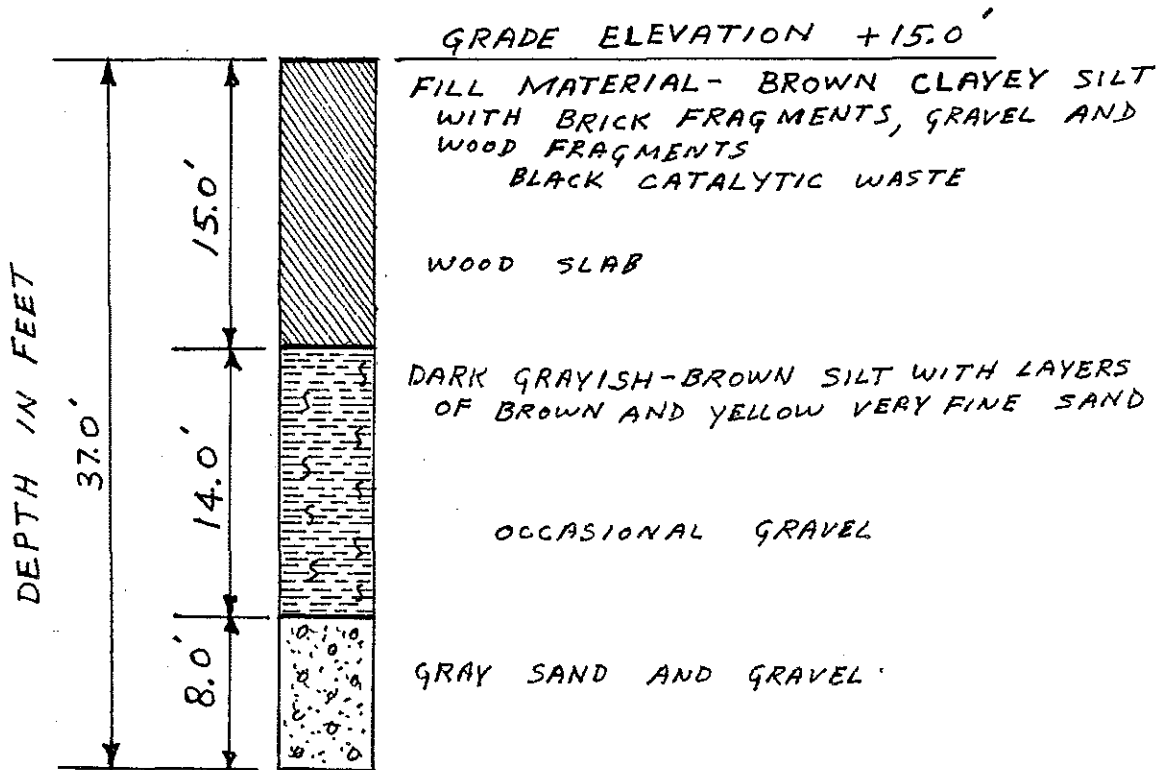 GRADE ELEVATION +15.0'
FILL MATERIAL- BROWN CLAYEY SILT
WITH BRICK FRAGMENTS, GRAVEL AND
WOOD FRAGMENTS
BLACK CATALYTIC WASTE
WOOD SLAB
DARK GRAYISH-BROWN SILT WITH LAYERS
OF BROWN AND YELLOW VERY FINE SAND
OCCASIONAL GRAVEL
GRAY SAND AND GRAVEL
DEPTH IN FEET
37.0'
15.0'
14.0'
8.0'